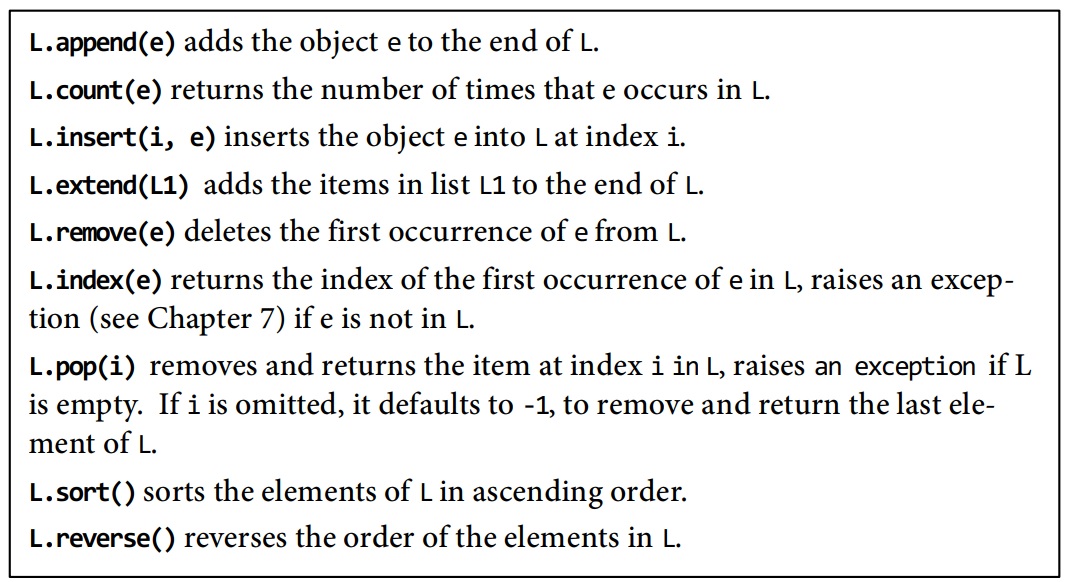 L.append(e) adds the object e to the end of L.
L.count(e) returns the number of times that e occurs in L.
L.insert(i, e) inserts the object e into L at index i.
L.extend(L1) adds the items in list L1 to the end of L.
L.remove(e) deletes the first occurrence of e from L.
L.index(e) returns the index of the first occurrence of e in L, raises an excep-
tion (see Chapter 7) if e is not in L.
L.pop(i) removes and returns the item at index i in L, raises an exception if L
is empty. If i is omitted, it defaults to -1, to remove and return the last ele-
ment of L.
L.sort() sorts the elements of L in ascending order.
L.reverse() reverses the order of the elements in L.